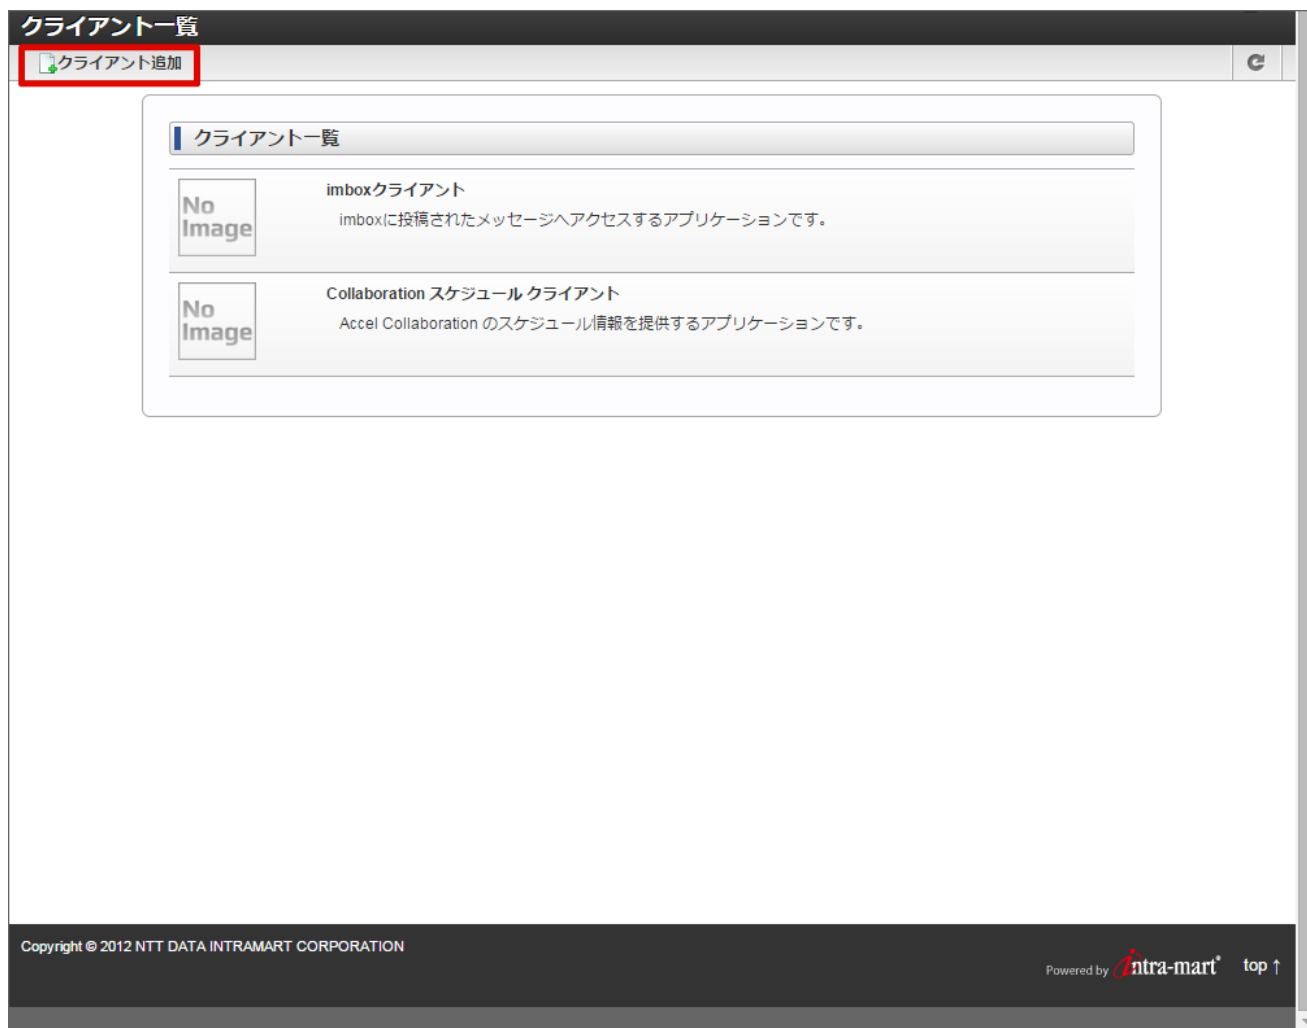 クライアント一覧
クライアント追加
クライアント一覧
No
Image
imboxクライアント
imboxに投稿されたメッセージへアクセスするアプリケーションです。
No
Image
Collaboration スケジュール クライアント
Accel Collaboration のスケジュール情報を提供するアプリケーションです。
Copyright © 2012 NTT DATA INTRAMART CORPORATION
Powered by intra-mart® top ↑